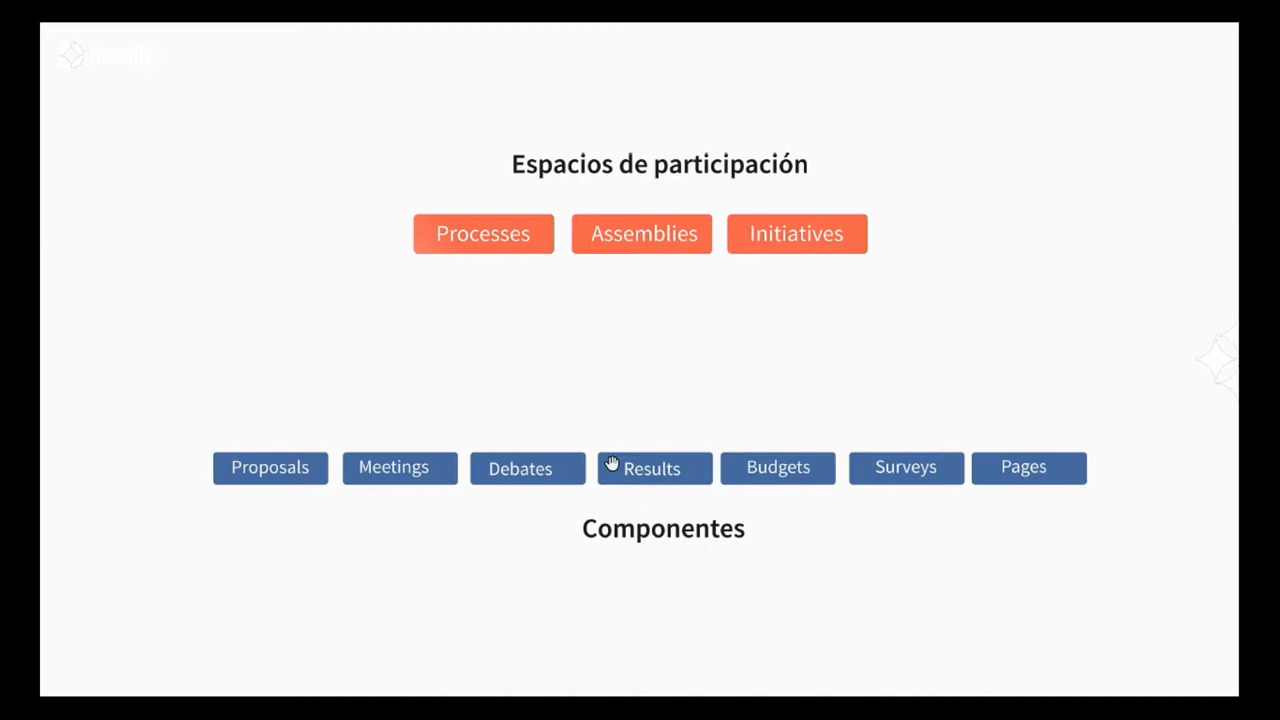 Espacios de participación
Processes Assemblies Initiatives
Proposals Meetings Debates Results Budgets Surveys Pages
Componentes